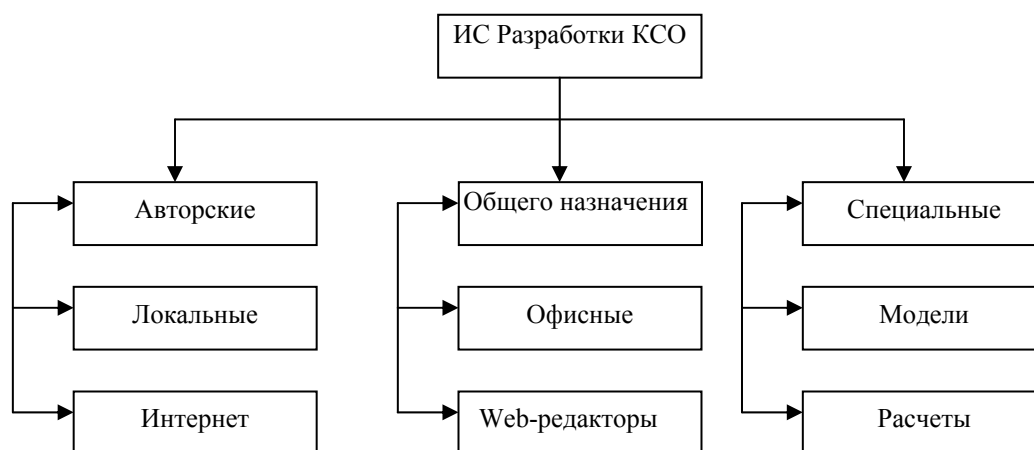 ИС Разработки КСО
Авторские
Общего назначения
Специальные
Локальные
Офисные
Модели
Интернет
Web-редакторы
Расчеты